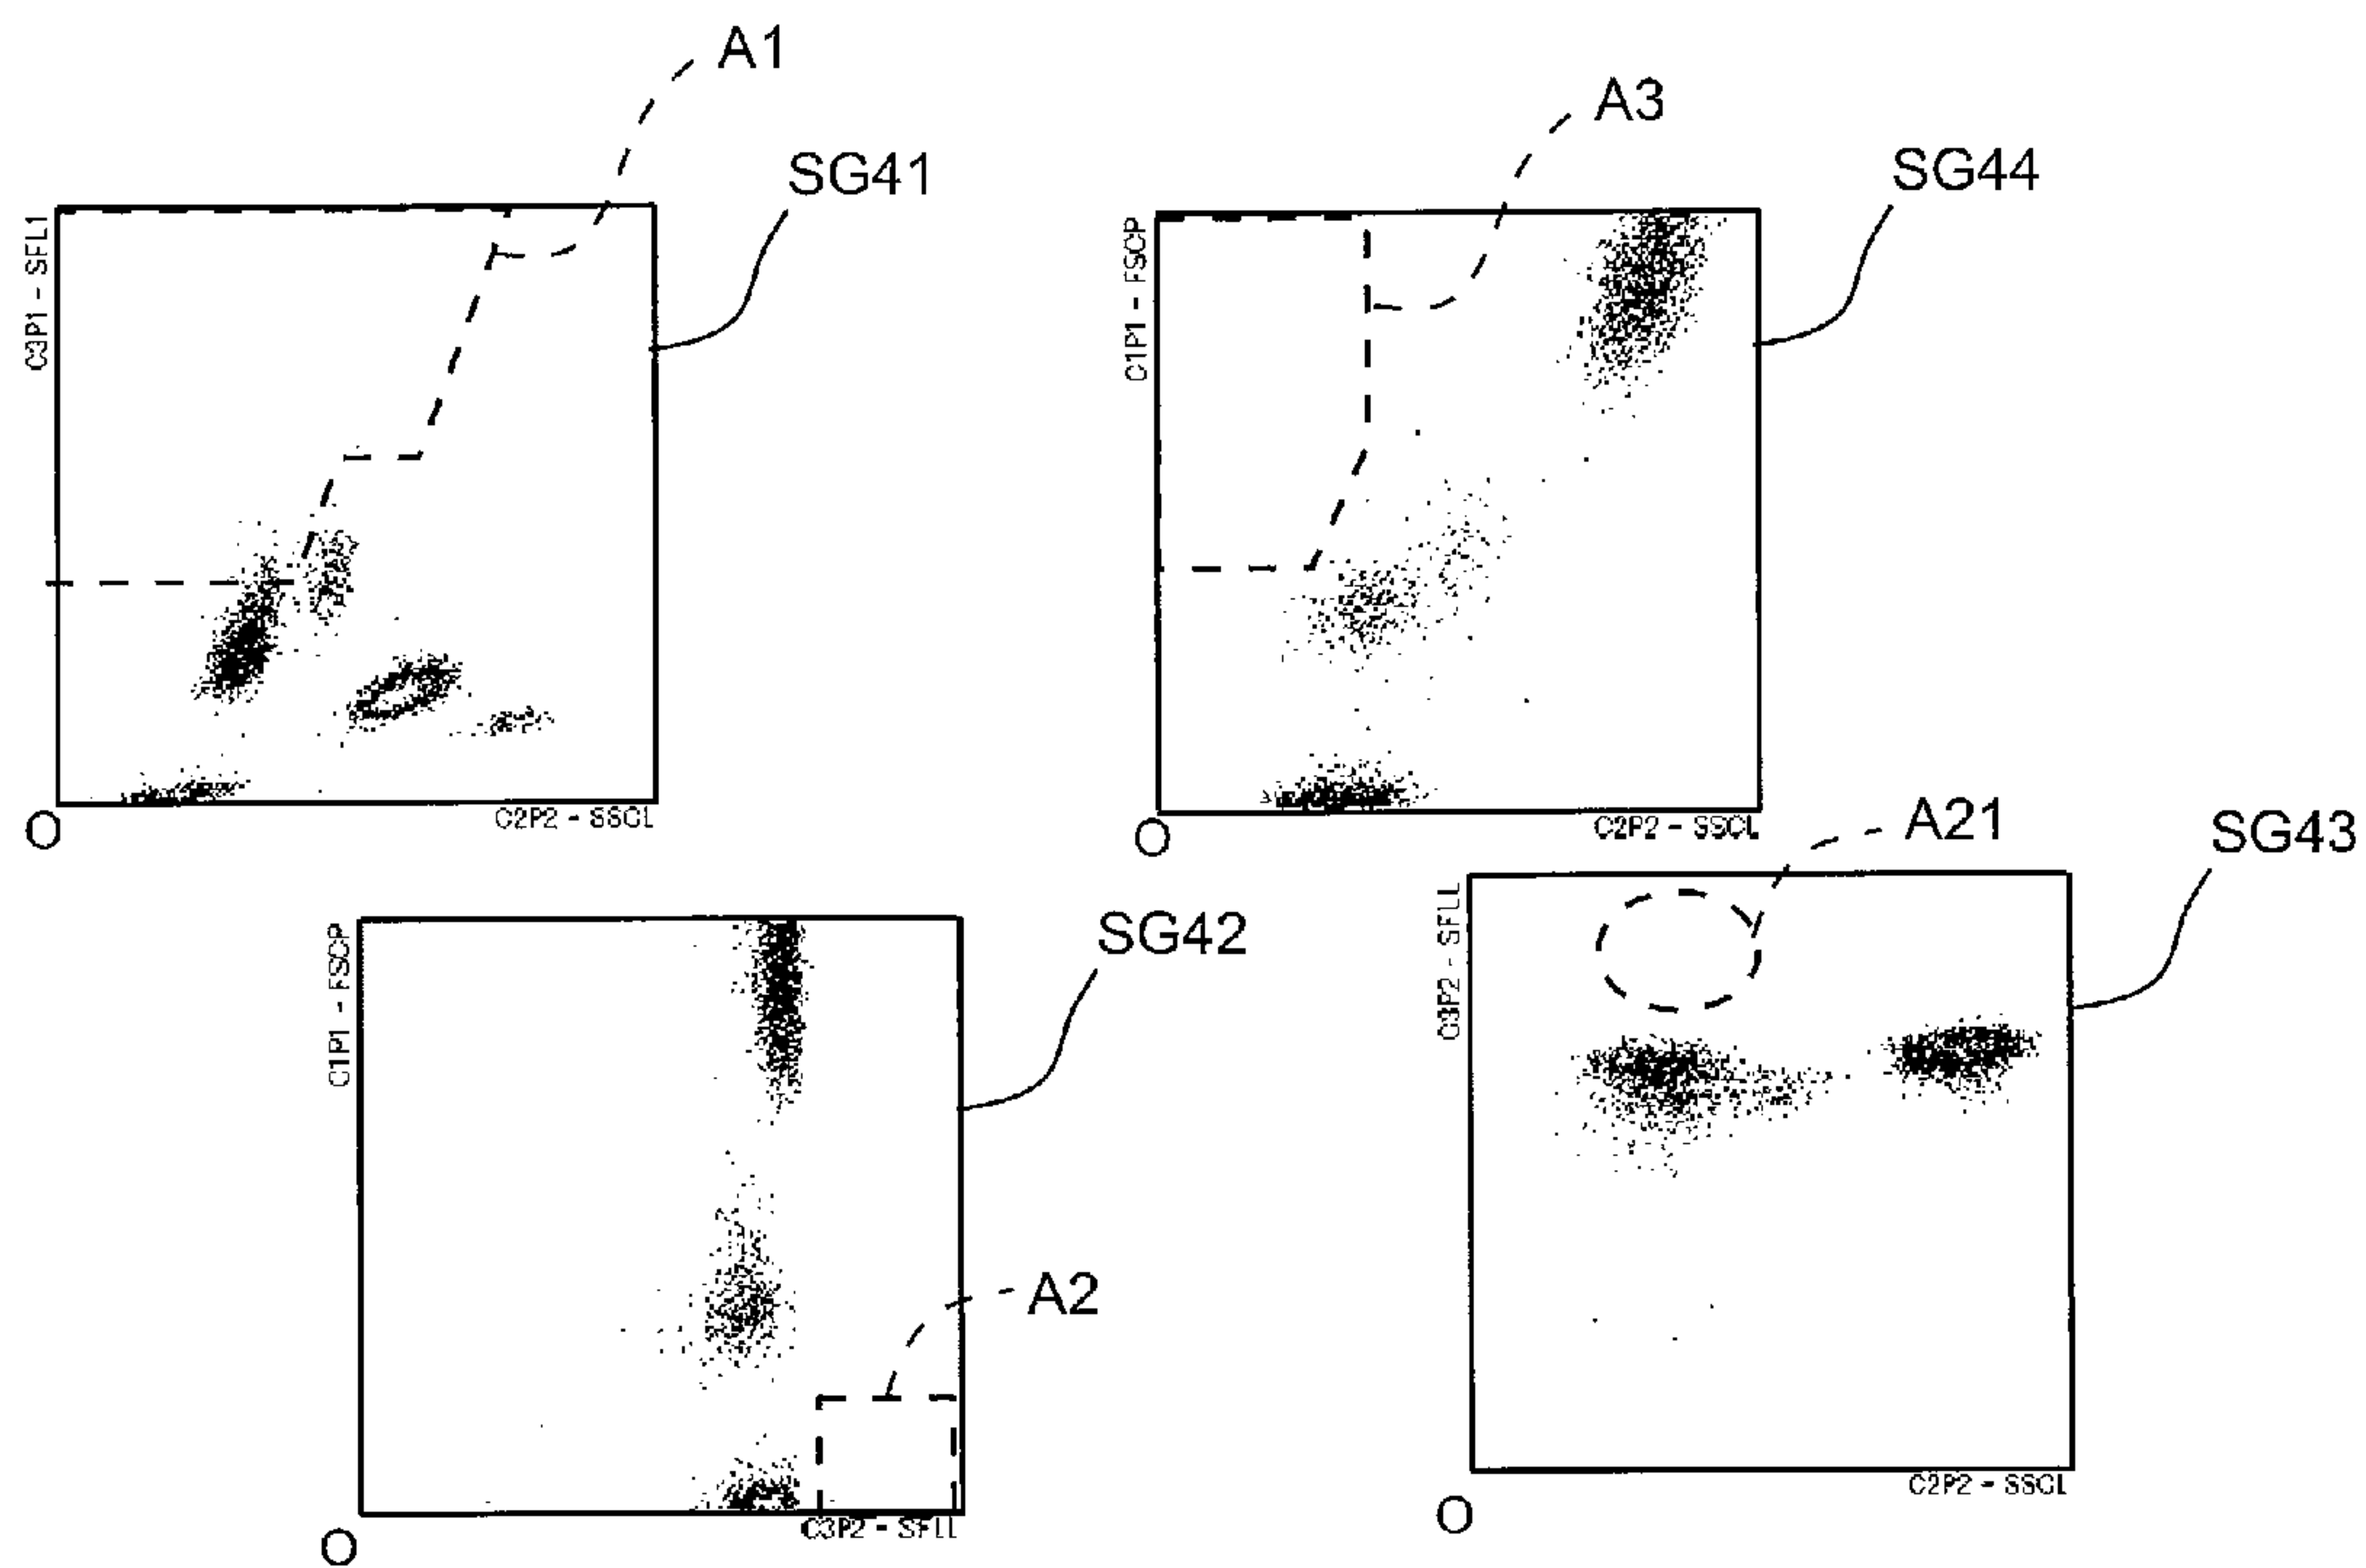 A1
A3
SG41
SG44
C3P1 - SFL1
C1P1 - FSCP
O
C2P2 - SSCL
O
C2P2 - SSCL
A21
SG43
SG42
C1P1 - FSCP
C3P2 - SFLL
A2
C2P2 - SSCL
O
C3P2 - SFLL
O